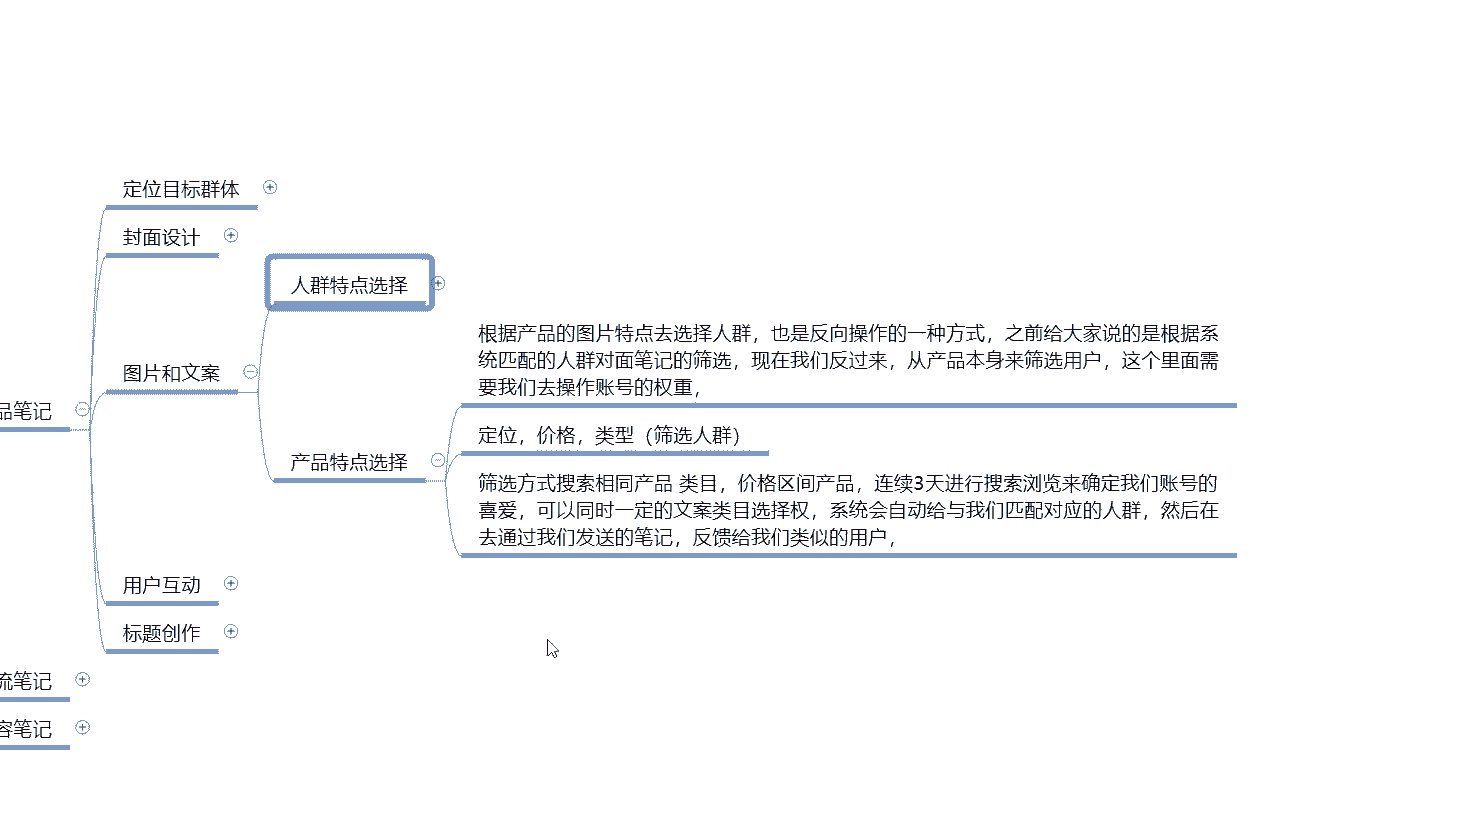 定位目标群体
封面设计
人群特点选择
根据产品的图片特点去选择人群，也是反向操作的一种方式，之前给大家说的是根据系
统匹配的人群对面笔记的筛选，现在我们反过来，从产品本身来筛选用户，这个里面需
要我们去操作账号的权重，
图片和文案
品笔记
定位，价格，类型（筛选人群）
产品特点选择
筛选方式搜索相同产品 类目，价格区间产品，连续3天进行搜索浏览来确定我们账号的
喜爱，可以同时一定的文案类目选择权，系统会自动给与我们匹配对应的人群，然后在
去通过我们发送的笔记，反馈给我们类似的用户，
用户互动
标题创作
流笔记
容笔记